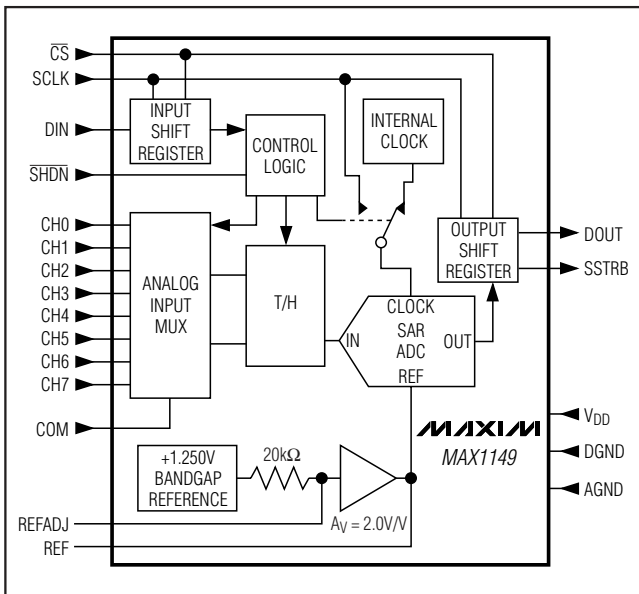 CS
SCLK
DIN
SHDN
CH0
CH1
CH2
CH3
CH4
CH5
CH6
CH7
COM
REFADJ
REF
INPUT
SHIFT
REGISTER
CONTROL
LOGIC
INTERNAL
CLOCK
ANALOG
INPUT
MUX
T/H
CLOCK
SAR
ADC
IN
OUT
REF
OUTPUT
SHIFT
REGISTER
DOUT
SSTRB
VDD
DGND
AGND
MAXIM
MAX1149
+1.250V
BANDGAP
REFERENCE
20kΩ
AV = 2.0V/V